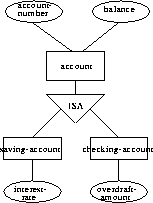 account-
number
balance
account
ISA
saving-account
checking-account
interest-
rate
overdraft-
amount